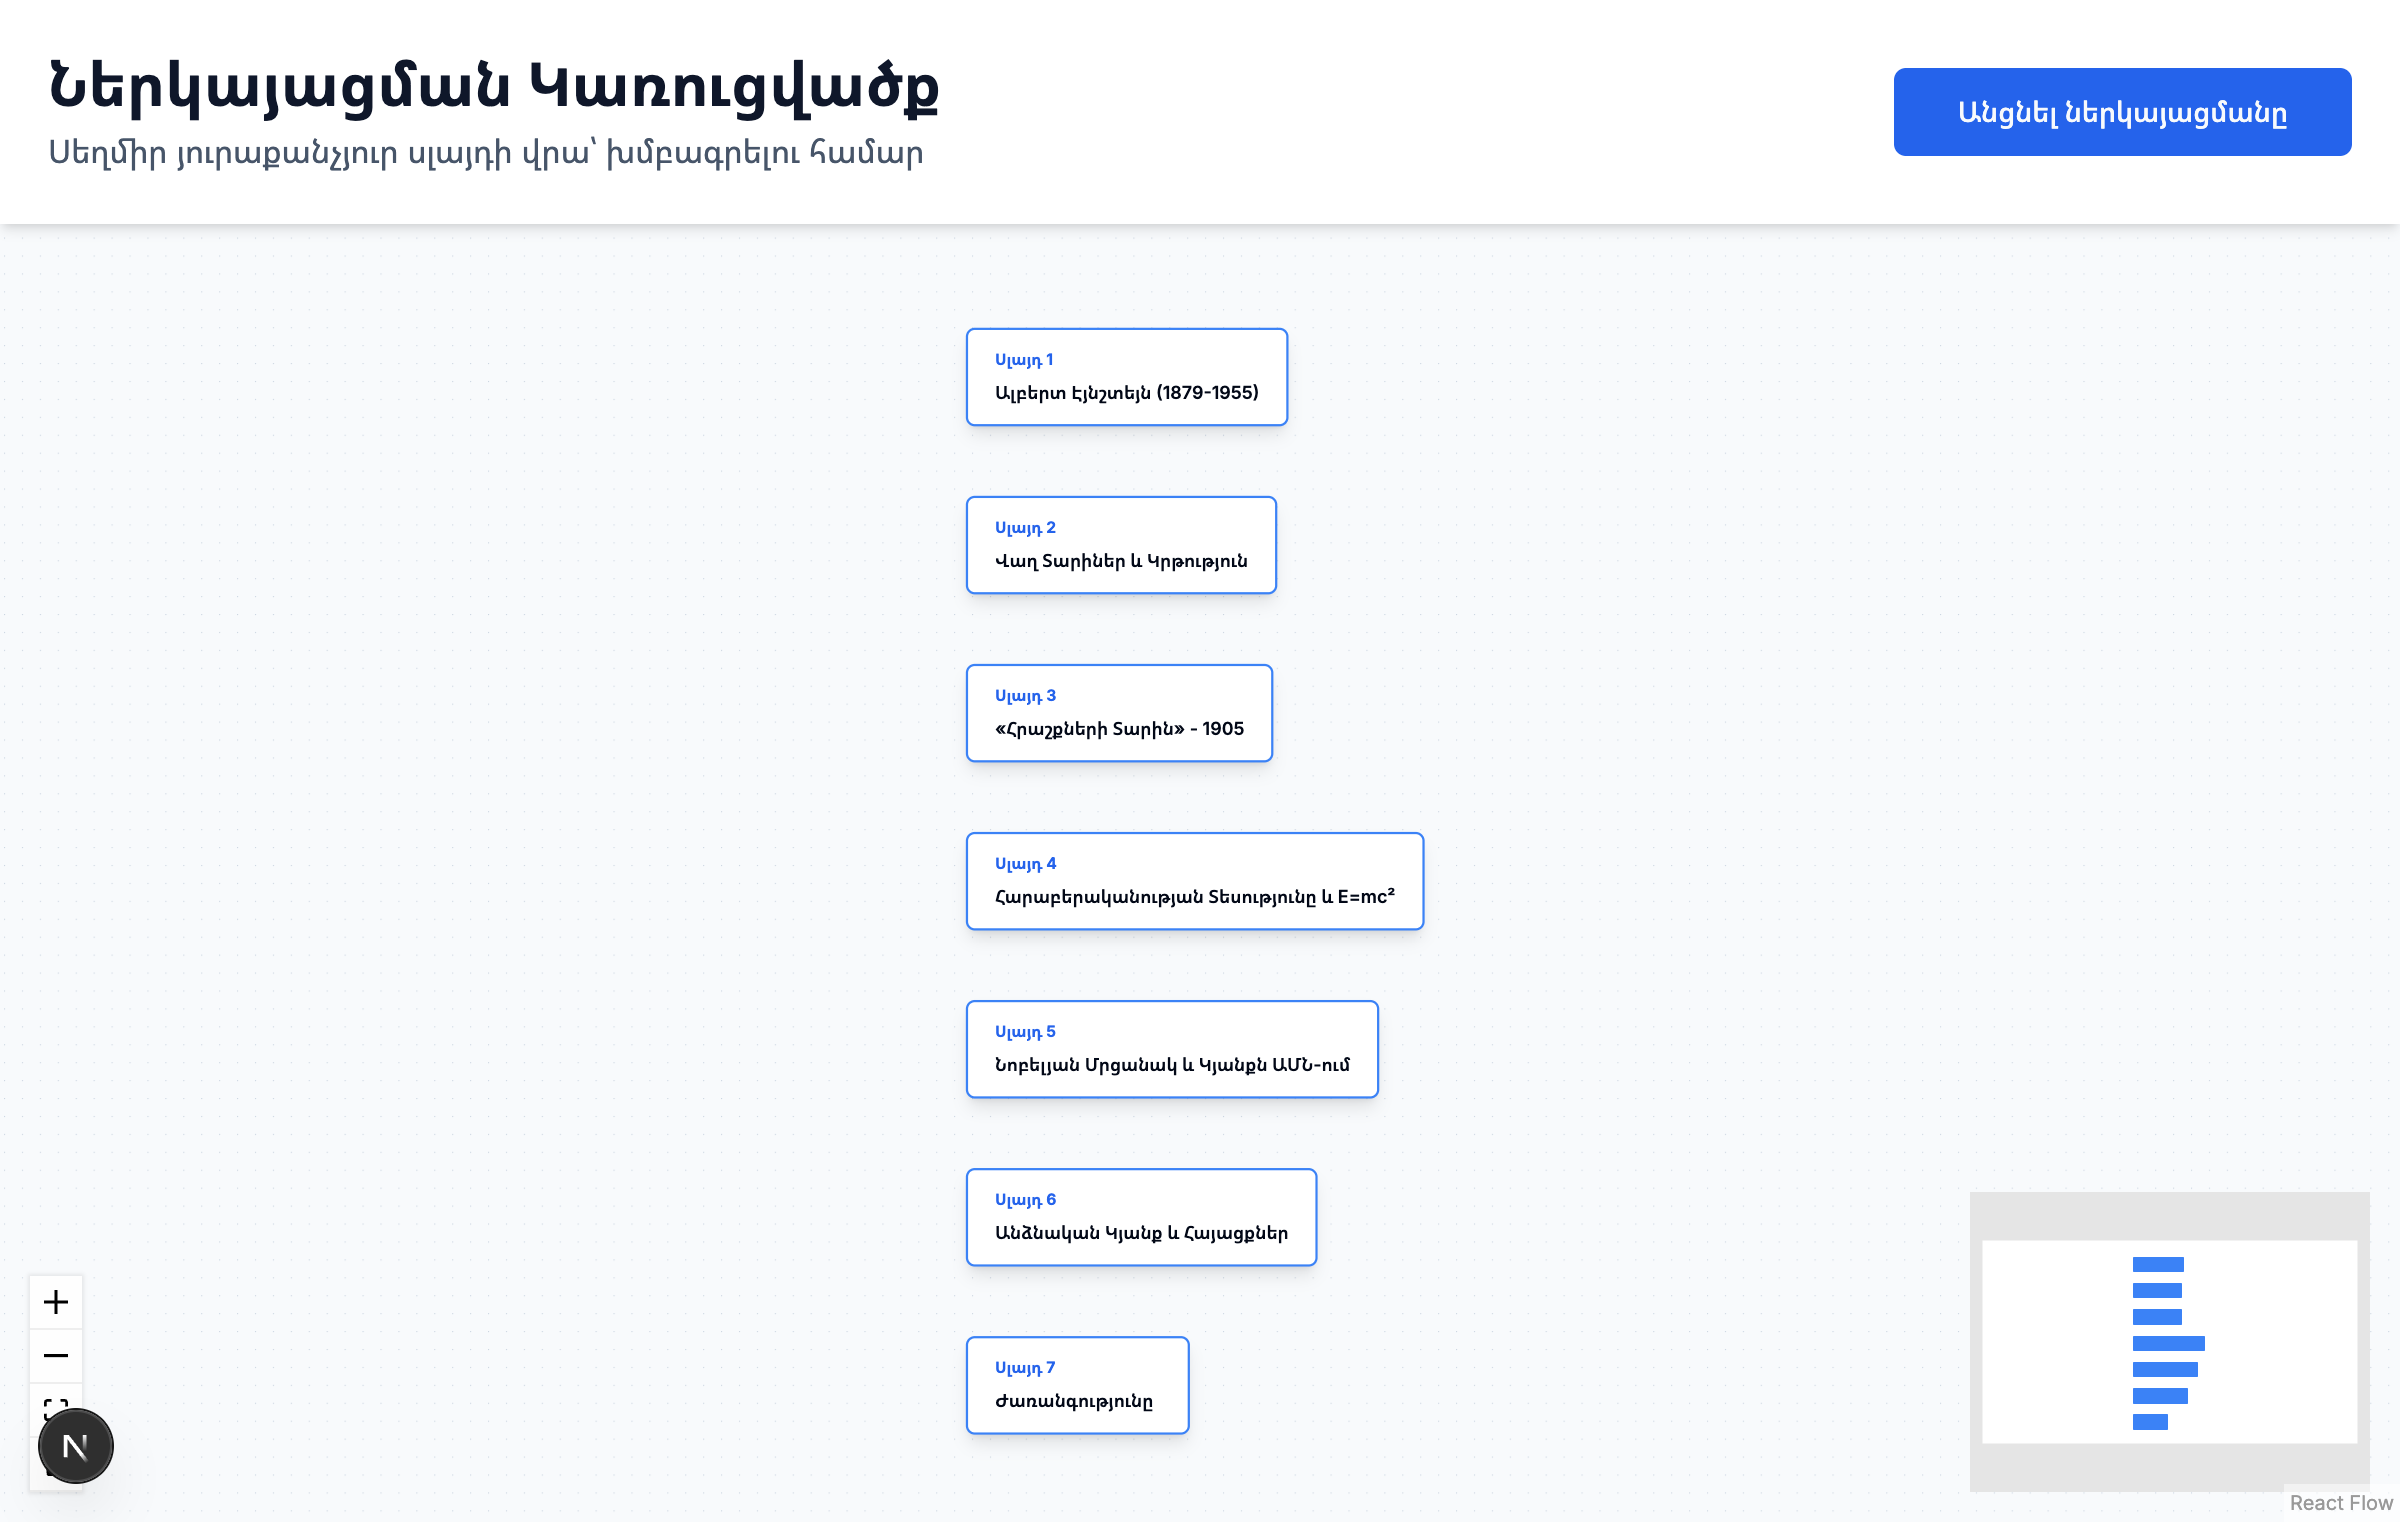 Ներկայացման Կառուցվածք
Սեղմիր յուրաքանչյուր սլայդի վրա՝ խմբագրելու համար
Անցնել ներկայացմանը
Սլայդ 1
Ալբերտ Էյնշտեյն (1879-1955)
Սլայդ 2
Վաղ Տարիներ և Կրթություն
Սլայդ 3
«Հրաշքների Տարին» - 1905
Սլայդ 4
Հարաբերականության Տեսությունը և E=mc²
Սլայդ 5
Նոբելյան Մրցանակ և Կյանքն ԱՄՆ-ում
Սլայդ 6
Անձնական Կյանք և Հայացքներ
Սլայդ 7
Ժառանգությունը
N
React Flow